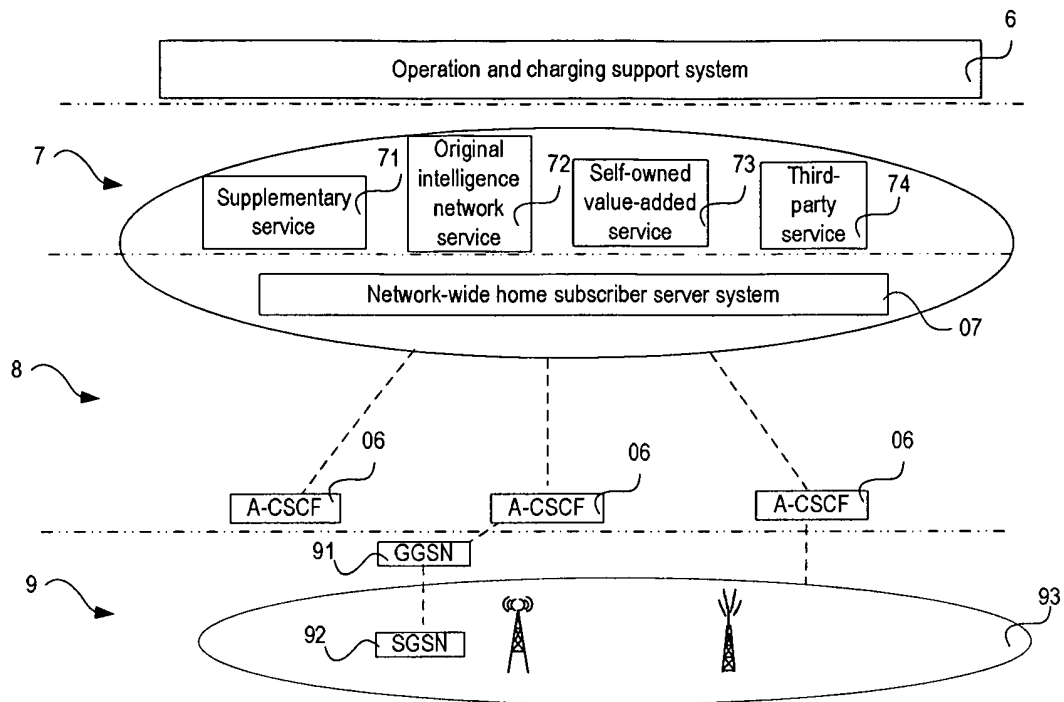 6
Operation and charging support system
7
71
Supplementary
service
Original
intelligence
network
service
72
Self-owned
value-added
service
73
Third-
party
service
74
Network-wide home subscriber server system
07
8
06
A-CSCF
06
A-CSCF
06
A-CSCF
91
GGSN
9
92
SGSN
93